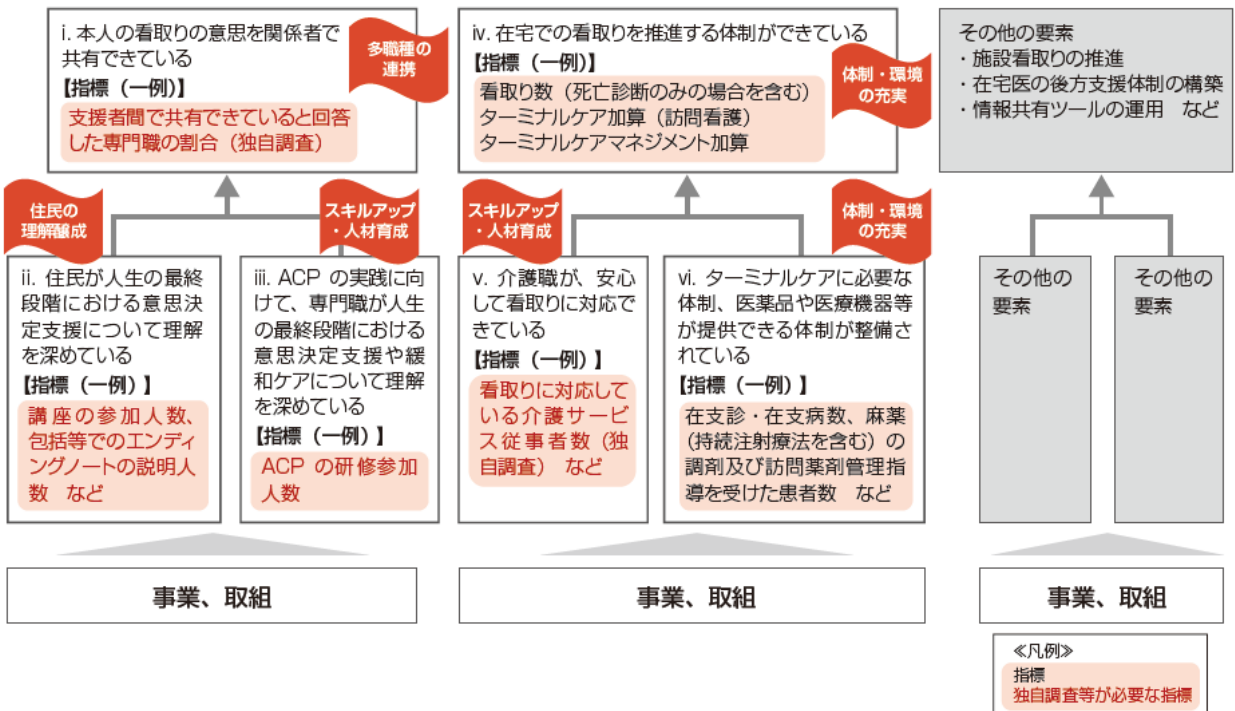 i. 本人の看取りの意思を関係者で
共有できている
【指標（一例）】
支援者間で共有できていると回答
した専門職の割合（独自調査）
多職種の
連携
iv. 在宅での看取りを推進する体制ができている
【指標（一例）】
看取り数（死亡診断のみの場合を含む）
ターミナルケア加算（訪問看護）
ターミナルケアマネジメント加算
体制・環境
の充実
その他の要素
・施設看取りの推進
・在宅医の後方支援体制の構築
・情報共有ツールの運用　など
住民の
理解醸成
スキルアップ
・人材育成
スキルアップ
・人材育成
体制・環境
の充実
ii. 住民が人生の最終
段階における意思決
定支援について理解
を深めている
【指標（一例）】
講座の参加人数、
包括等でのエンディ
ングノートの説明人
数　など
iii. ACP の実践に向
けて、専門職が人生
の最終段階における
意思決定支援や緩
和ケアについて理解
を深めている
【指標（一例）】
ACP の研修参加
人数
v. 介護職が、安心
して看取りに対応で
きている
【指標（一例）】
看取りに対応して
いる介護サービ
ス従事者数（独
自調査）など
vi. ターミナルケアに必要な
体制、医薬品や医療機器等
が提供できる体制が整備さ
れている
【指標（一例）】
在支診・在支病数、麻薬
（持続注射療法を含む）の
調剤及び訪問薬剤管理指
導を受けた患者数　など
その他の
要素
その他の
要素
事業、取組
事業、取組
事業、取組
≪凡例≫
指標
独自調査等が必要な指標